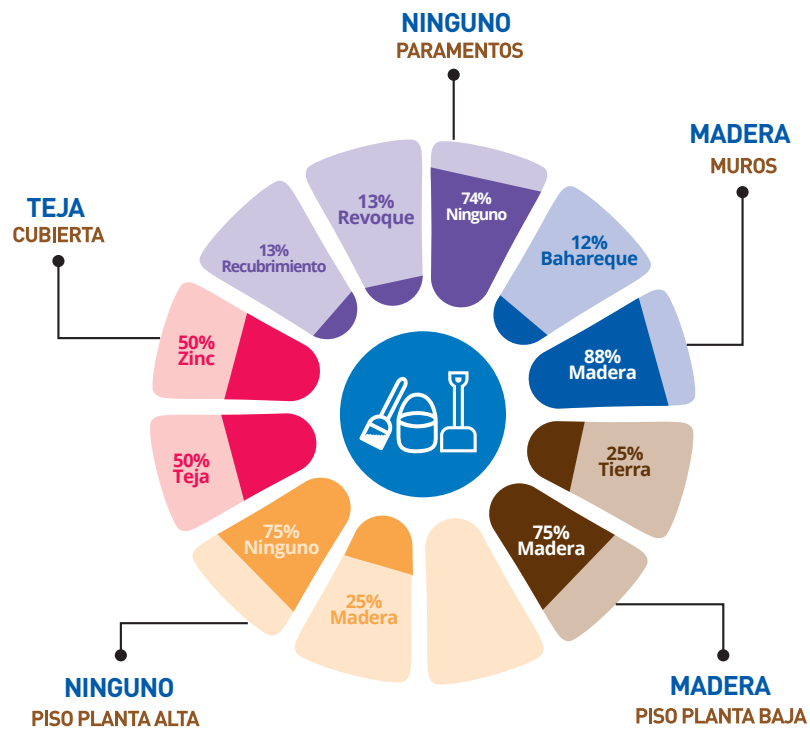 NINGUNO
PARAMENTOS
MADERA
MUROS
TEJA
CUBIERTA
13%
Revoque
74%
Ninguno
13%
Recubrimiento
12%
Bahareque
50%
Zinc
88%
Madera
50%
Teja
25%
Tierra
75%
Ninguno
75%
Madera
25%
Madera
NINGUNO
PISO PLANTA ALTA
MADERA
PISO PLANTA BAJA